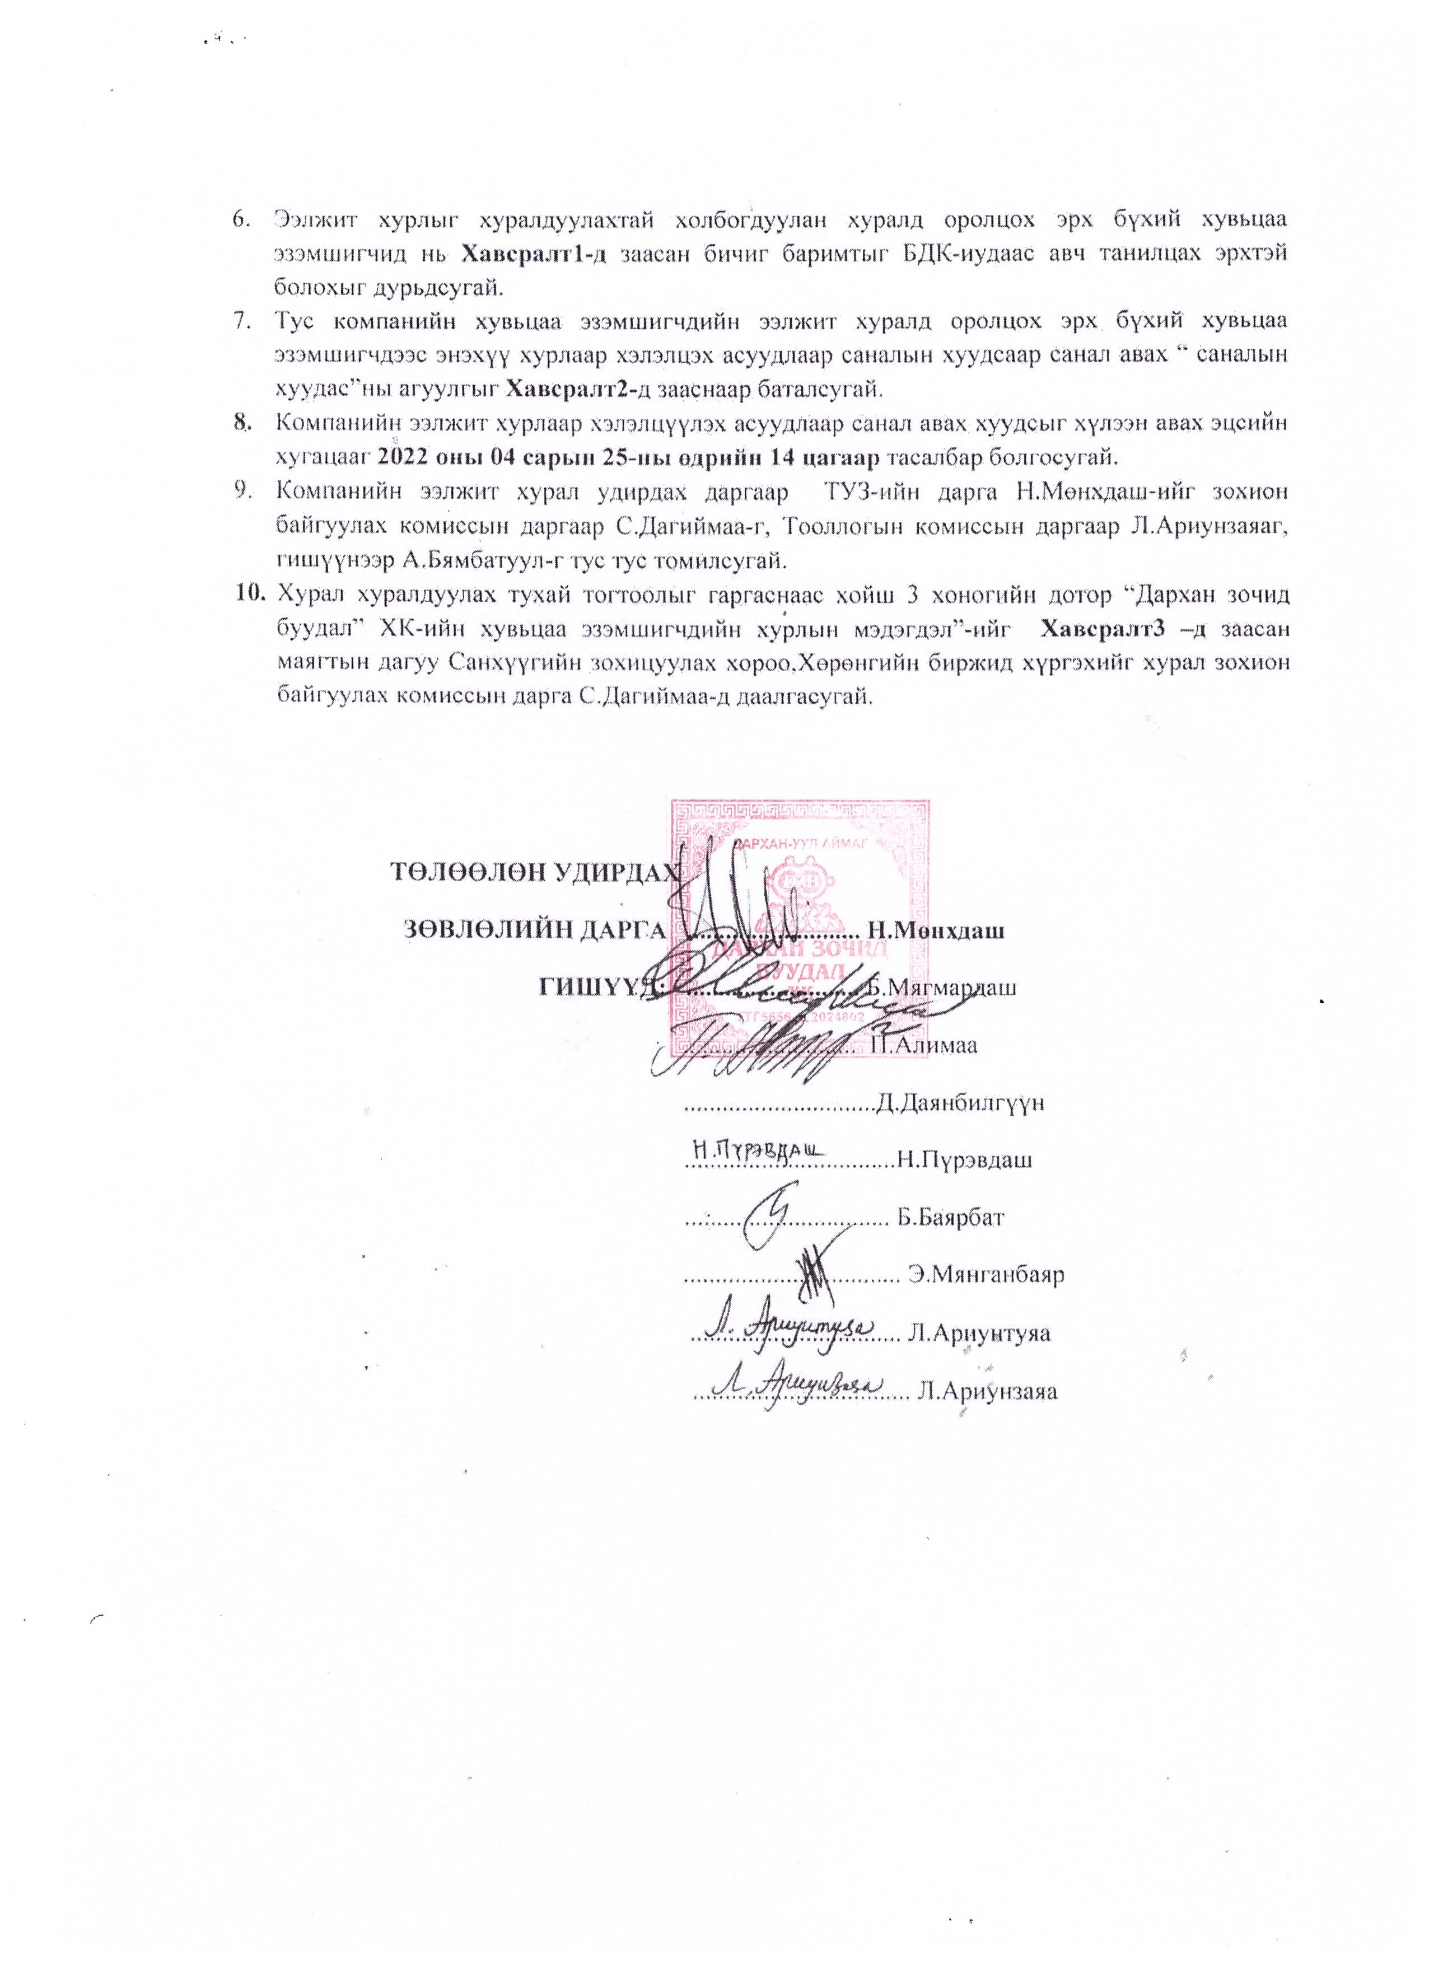 6. Ээлжит хурлыг хуралдуулахтай холбогдуулан хуралд оролцох эрх бүхий хувьцаа
эзэмшигчид нь Хавсралт1-д заасан бичиг баримтыг БДК-иудаас авч танилцах эрхтэй
болохыг дурьдсугай.
7. Тус компанийн хувьцаа эзэмшигчдийн ээлжит хуралд оролцох эрх бүхий хувьцаа
эзэмшигчдээс энэхүү хурлаар хэлэлцэх асуудлаар саналын хуудсаар санал авах “ саналын
хуудас”ны агуулгыг Хавсралт2-д зааснаар баталсугай.
8. Компанийн ээлжит хурлаар хэлэлцүүлэх асуудлаар санал авах хуудсыг хүлээн авах эцсийн
хугацааг 2022 оны 04 сарын 25-ны өдрийн 14 цагаар тасалбар болгосугай.
9. Компанийн ээлжит хурал удирдах даргаар ТУЗ-ийн дарга Н.Мөнхдаш-ийг зохион
байгуулах комиссын даргаар С.Дагиймаа-г, Тооллогын комиссын даргаар Л.Ариунзаяаг,
гишүүнээр А.Бямбатуул-г тус тус томилсугай.
10. Хурал хуралдуулах тухай тогтоолыг гаргаснаас хойш 3 хоногийн дотор “Дархан зочид
буудал” ХК-ийн хувьцаа эзэмшигчдийн хурлын мэдэгдэл”-ийг Хавсралт3 –д заасан
маягтын дагуу Санхүүгийн зохицуулах хороо,Хөрөнгийн биржид хүргэхийг хурал зохион
байгуулах комиссын дарга С.Дагиймаа-д даалгасугай.
ДАРХАН-УУЛ АЙМАГ
ТӨЛӨӨЛӨН УДИРДАХ
ЗӨВЛӨЛИЙН ДАРГА ............................ Н.Мөнхдаш
ДАРХАН ЗОЧИД
БУУДАЛ
ХК
ГИШҮҮД: ............................ Б.Мягмардаш
............................ П.Алимаа
..............................Д.Даянбилгүүн
Н.ПҮРЭВДАШ
.................................Н.Пүрэвдаш
................................ Б.Баярбат
.................................. Э.Мянганбаяр
Л. Ариунтуяа
................................. Л.Ариунтуяа
Л. Ариунзаяа
.................................. Л.Ариунзаяа